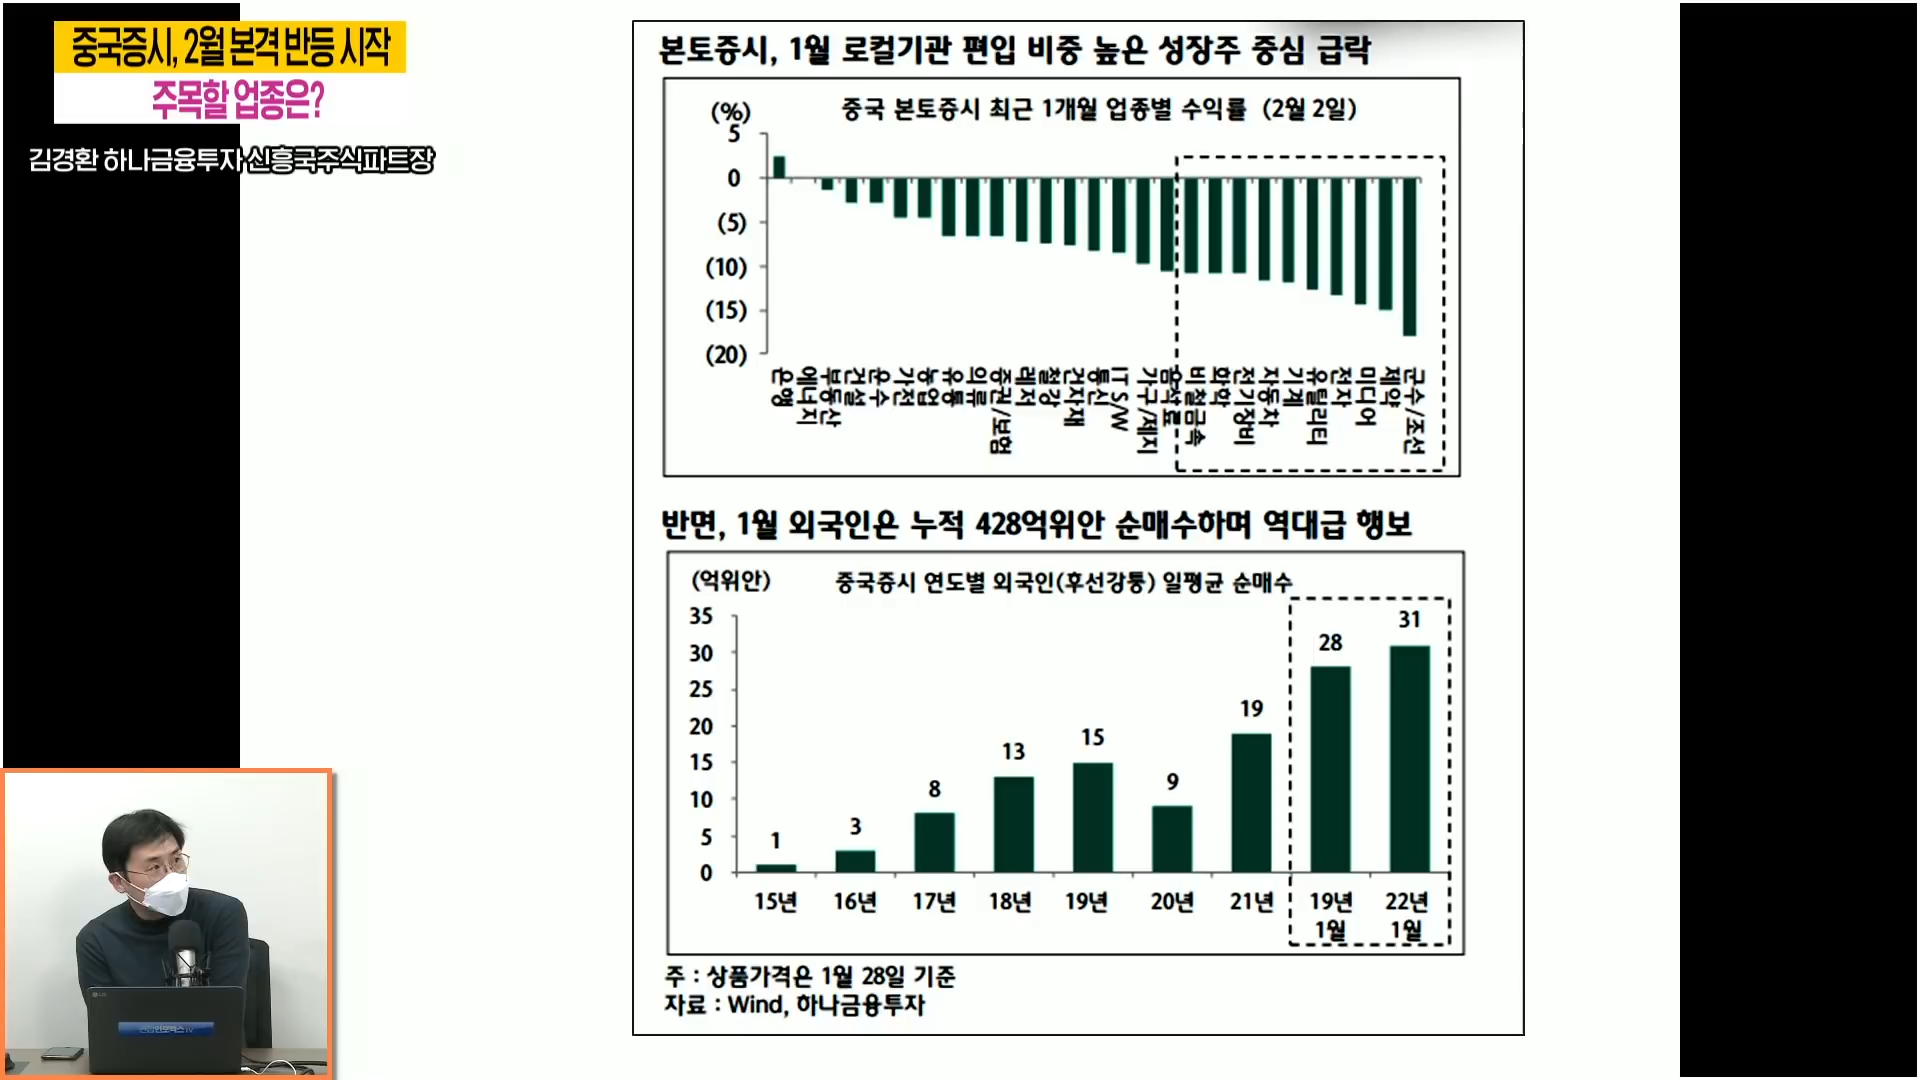 중국증시, 2월 본격 반등 시작
주목할 업종은?
김경환 하나금융투자 신흥국주식파트장
본토증시, 1월 로컬기관 편입 비중 높은 성장주 중심 급락
(%)
중국 본토증시 최근 1개월 업종별 수익률 (2월 2일)
5
0
(5)
(10)
(15)
(20)
은행
에너지
부동산
건설
운수
가전
농업
유통
의류
증권/보험
레저
철강
건자재
통신
IT S/W
가구/제지
음식료
비철금속
화학
전기장비
자동차
기계
유틸리티
전자
미디어
제약
군수/조선
반면, 1월 외국인은 누적 428억위안 순매수하며 역대급 행보
(억위안)
중국증시 연도별 외국인(후선강통) 일평균 순매수
35
30
25
20
15
10
5
0
1
3
8
13
15
9
19
28
31
15년
16년
17년
18년
19년
20년
21년
19년 1월
22년 1월
주 : 상품가격은 1월 28일 기준
자료 : Wind, 하나금융투자
LG
연합인포맥스TV